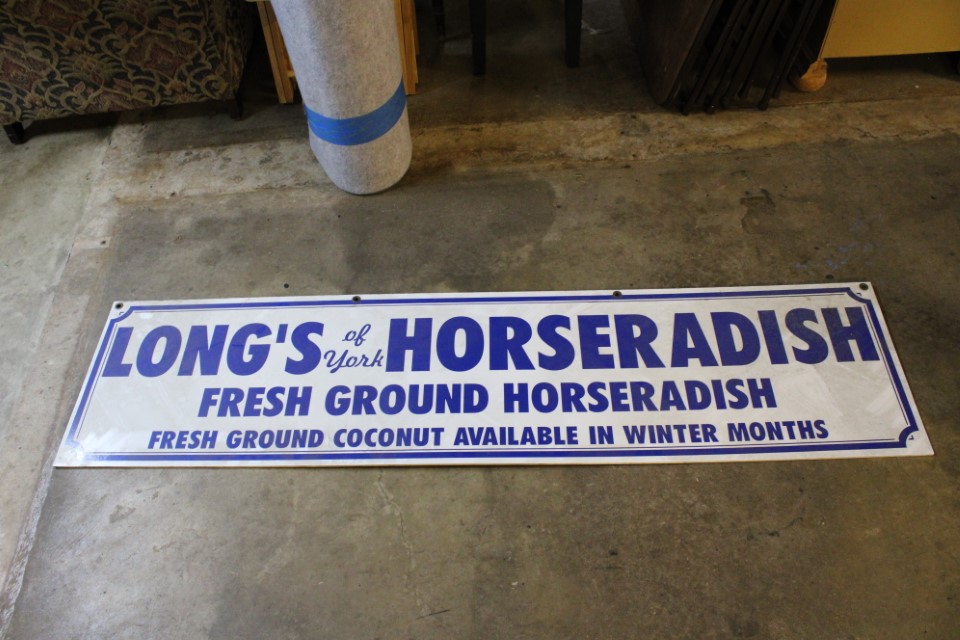 LONG'S of York HORSERADISH
FRESH GROUND HORSERADISH
FRESH GROUND COCONUT AVAILABLE IN WINTER MONTHS